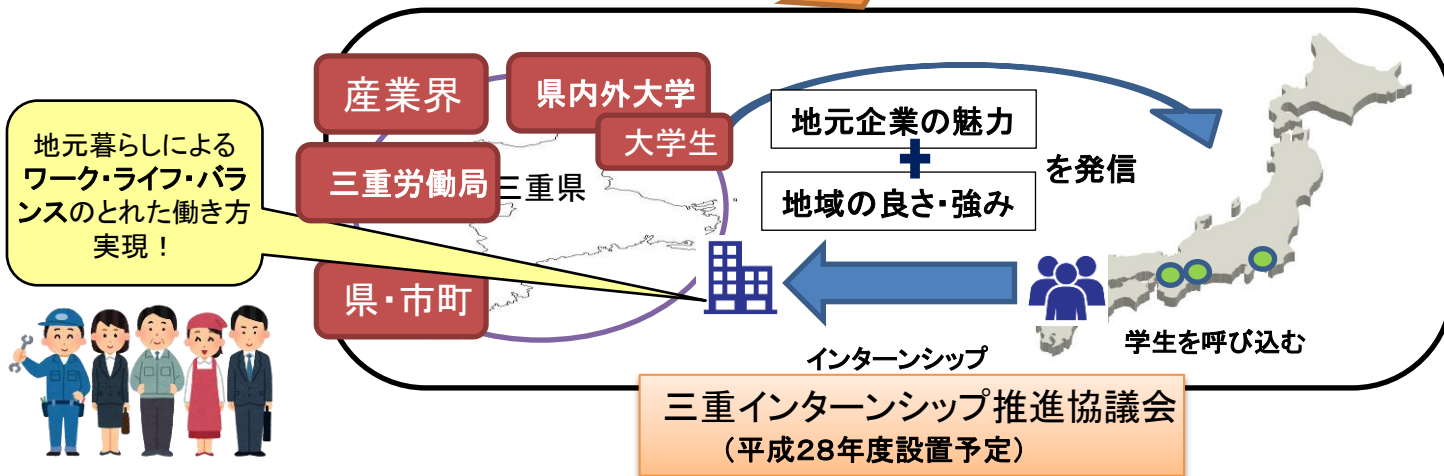 産業界
県内外大学
大学生
三重労働局
三重県
県・市町
地元暮らしによる
ワーク・ライフ・バラ
ンスのとれた働き方
実現！
地元企業の魅力
地域の良さ・強み
を発信
インターンシップ
学生を呼び込む
三重インターンシップ推進協議会
（平成２８年度設置予定）